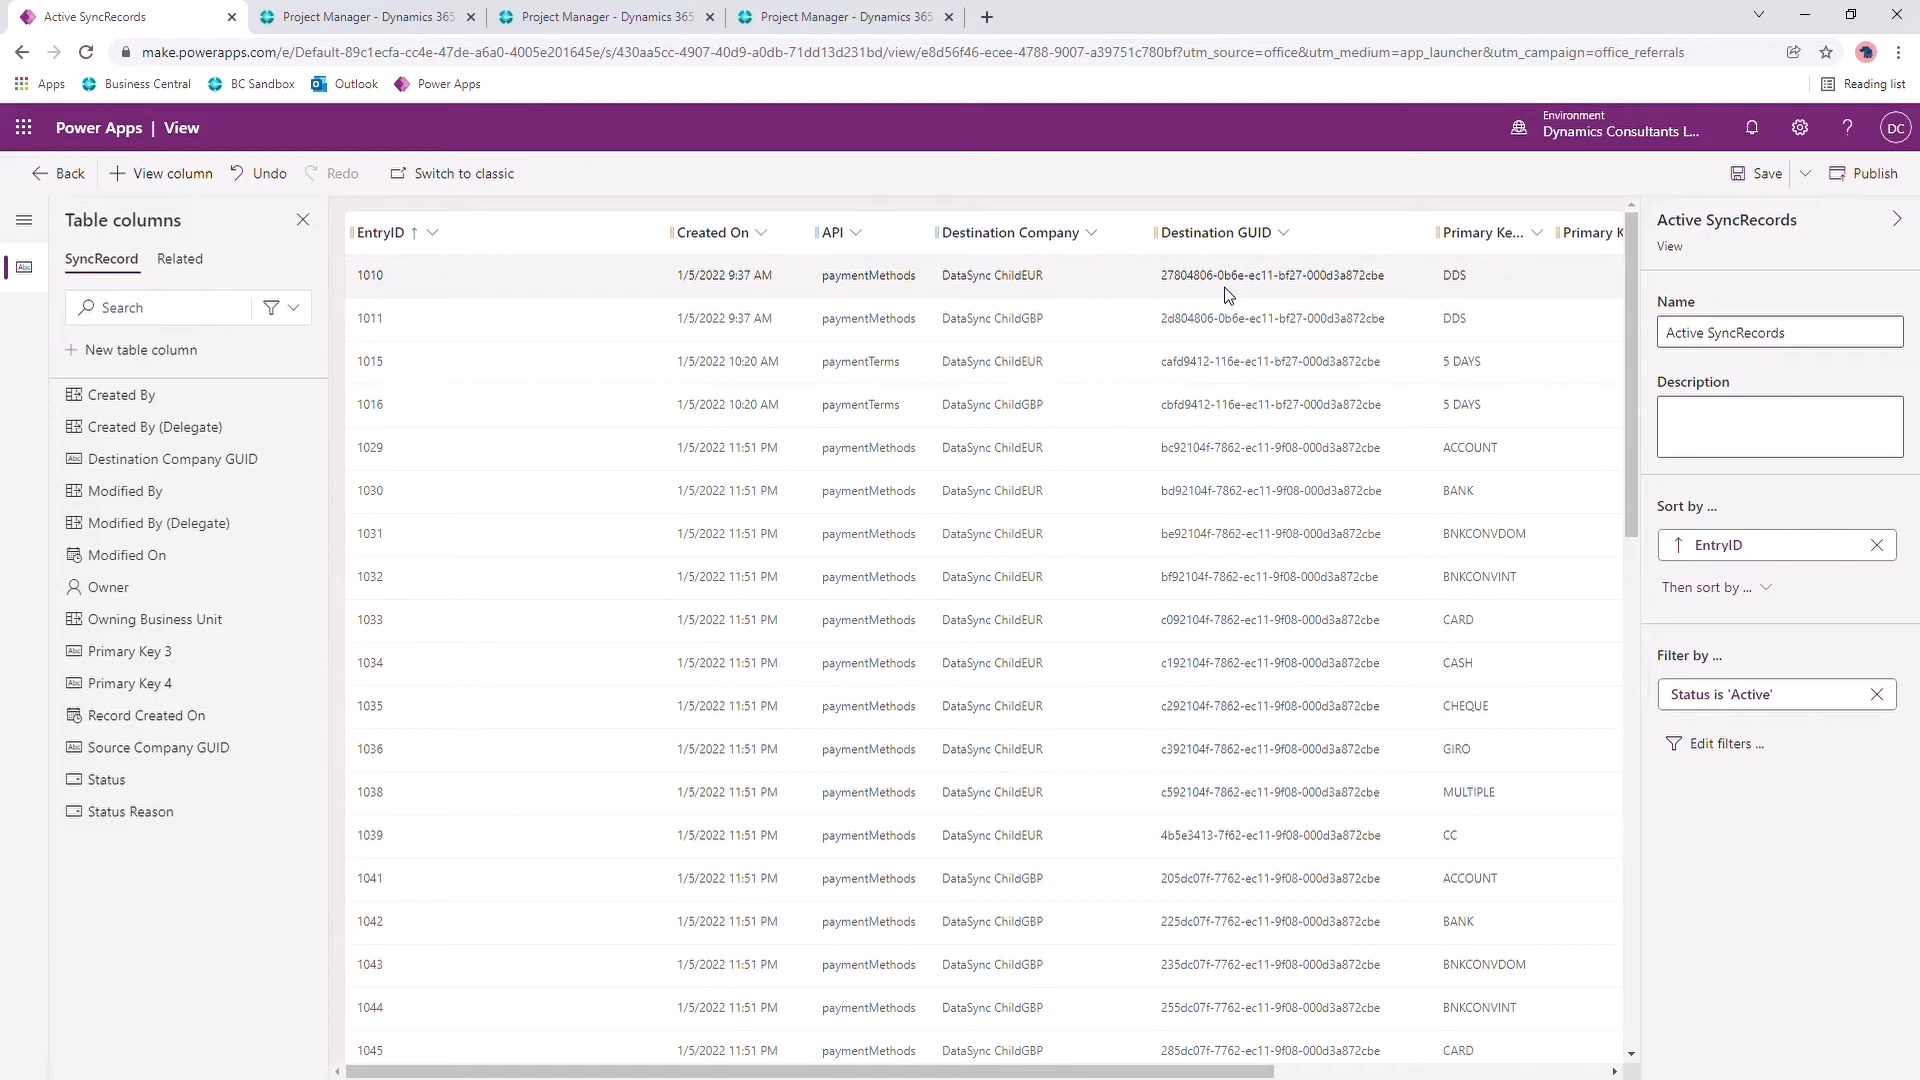 Active SyncRecords
Project Manager - Dynamics 365
Project Manager - Dynamics 365
Project Manager - Dynamics 365
make.powerapps.com/e/Default-89c1ecfa-cc4e-47de-a6a0-4005e201645e/s/430aa5cc-4907-40d9-a0db-71dd13d231bd/view/e8d56f46-ecee-4788-9007-a39751c780bf?utm_source=office&utm_medium=app_launcher&utm_campaign=office_referrals
Apps Business Central BC Sandbox Outlook Power Apps Reading list
Power Apps | View
Environment
Dynamics Consultants L...
DC
Back View column Undo Redo Switch to classic Save Publish
Table columns
SyncRecord Related
Search
New table column
Created By
Created By (Delegate)
Abc Destination Company GUID
Modified By
Modified By (Delegate)
Modified On
Owner
Owning Business Unit
Abc Primary Key 3
Abc Primary Key 4
Record Created On
Abc Source Company GUID
Status
Status Reason
EntryID Created On API Destination Company Destination GUID Primary Ke... Primary K
1010 1/5/2022 9:37 AM paymentMethods DataSync ChildEUR 27804806-0b6e-ec11-bf27-000d3a872cbe DDS
1011 1/5/2022 9:37 AM paymentMethods DataSync ChildGBP 2d804806-0b6e-ec11-bf27-000d3a872cbe DDS
1015 1/5/2022 10:20 AM paymentTerms DataSync ChildEUR cafd9412-116e-ec11-bf27-000d3a872cbe 5 DAYS
1016 1/5/2022 10:20 AM paymentTerms DataSync ChildGBP cbfd9412-116e-ec11-bf27-000d3a872cbe 5 DAYS
1029 1/5/2022 11:51 PM paymentMethods DataSync ChildEUR bc92104f-7862-ec11-9f08-000d3a872cbe ACCOUNT
1030 1/5/2022 11:51 PM paymentMethods DataSync ChildEUR bd92104f-7862-ec11-9f08-000d3a872cbe BANK
1031 1/5/2022 11:51 PM paymentMethods DataSync ChildEUR be92104f-7862-ec11-9f08-000d3a872cbe BNKCONVDOM
1032 1/5/2022 11:51 PM paymentMethods DataSync ChildEUR bf92104f-7862-ec11-9f08-000d3a872cbe BNKCONVINT
1033 1/5/2022 11:51 PM paymentMethods DataSync ChildEUR c092104f-7862-ec11-9f08-000d3a872cbe CARD
1034 1/5/2022 11:51 PM paymentMethods DataSync ChildEUR c192104f-7862-ec11-9f08-000d3a872cbe CASH
1035 1/5/2022 11:51 PM paymentMethods DataSync ChildEUR c292104f-7862-ec11-9f08-000d3a872cbe CHEQUE
1036 1/5/2022 11:51 PM paymentMethods DataSync ChildEUR c392104f-7862-ec11-9f08-000d3a872cbe GIRO
1038 1/5/2022 11:51 PM paymentMethods DataSync ChildEUR c592104f-7862-ec11-9f08-000d3a872cbe MULTIPLE
1039 1/5/2022 11:51 PM paymentMethods DataSync ChildEUR 4b5e3413-7f62-ec11-9f08-000d3a872cbe CC
1041 1/5/2022 11:51 PM paymentMethods DataSync ChildGBP 205dc07f-7762-ec11-9f08-000d3a872cbe ACCOUNT
1042 1/5/2022 11:51 PM paymentMethods DataSync ChildGBP 225dc07f-7762-ec11-9f08-000d3a872cbe BANK
1043 1/5/2022 11:51 PM paymentMethods DataSync ChildGBP 235dc07f-7762-ec11-9f08-000d3a872cbe BNKCONVDOM
1044 1/5/2022 11:51 PM paymentMethods DataSync ChildGBP 255dc07f-7762-ec11-9f08-000d3a872cbe BNKCONVINT
1045 1/5/2022 11:51 PM paymentMethods DataSync ChildGBP 285dc07f-7762-ec11-9f08-000d3a872cbe CARD
Active SyncRecords
View
Name
Active SyncRecords
Description
Sort by ...
EntryID
Then sort by ...
Filter by ...
Status is 'Active'
Edit filters ...